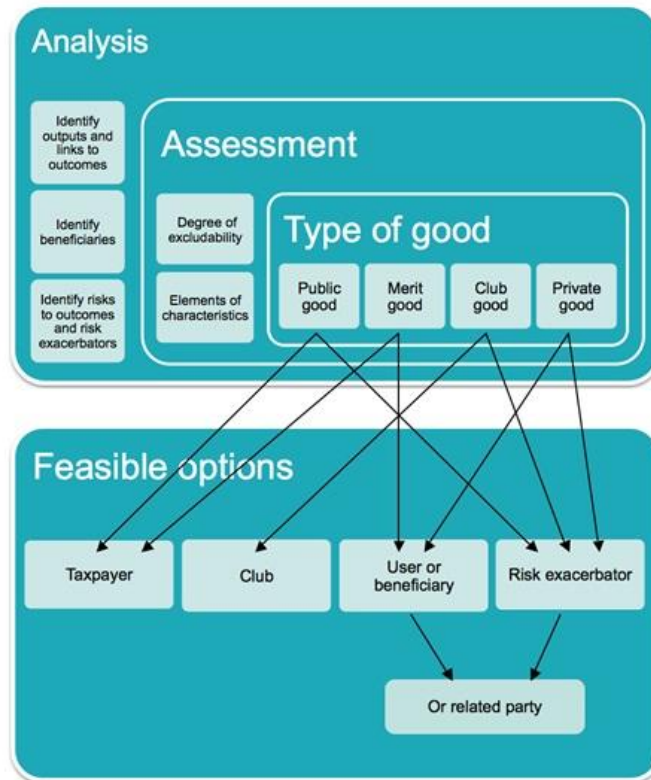 Analysis
Identify
outputs and
links to
outcomes
Identify
beneficiaries
Identify risks
to outcomes
and risk
exacerbators
Assessment
Degree of
excludability
Elements of
characteristics
Type of good
Public
good
Merit
good
Club
good
Private
good
Feasible options
Taxpayer
Club
User or
beneficiary
Risk exacerbator
Or related party